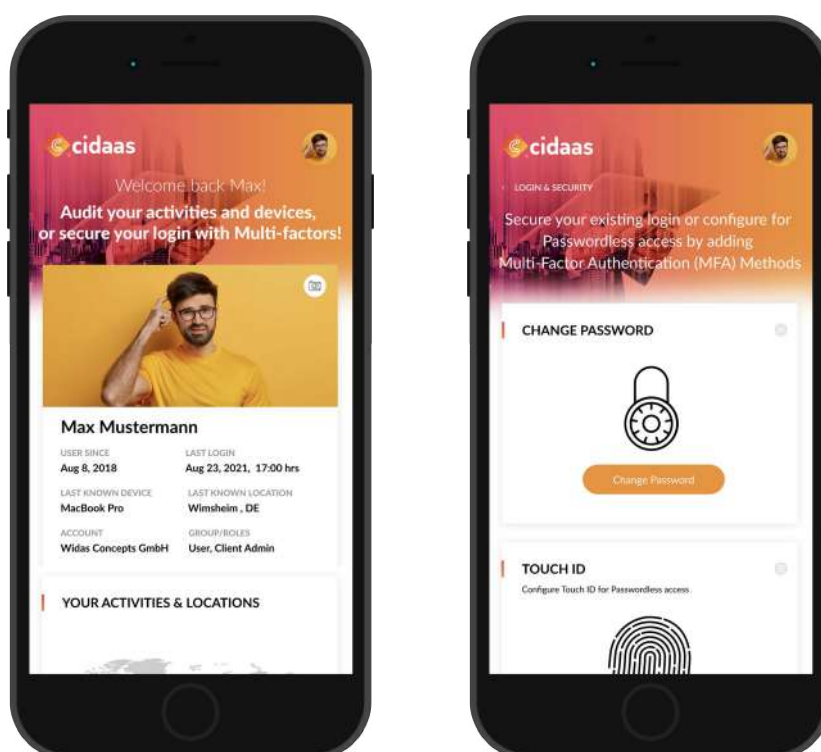 cidaas
Welcome back Max!
Audit your activities and devices,
or secure your login with Multi-factors!
Max Mustermann
USER SINCE LAST LOGIN
Aug 8, 2018 Aug 23, 2021, 17:00 hrs
LAST KNOWN DEVICE LAST KNOWN LOCATION
MacBook Pro Wimsheim , DE
ACCOUNT GROUP/ROLES
Widas Concepts GmbH User, Client Admin
YOUR ACTIVITIES & LOCATIONS
cidaas
LOGIN & SECURITY
Secure your existing login or configure for
Passwordless access by adding
Multi-Factor Authentication (MFA) Methods
CHANGE PASSWORD
Change Password
TOUCH ID
Configure Touch ID for Passwordless access